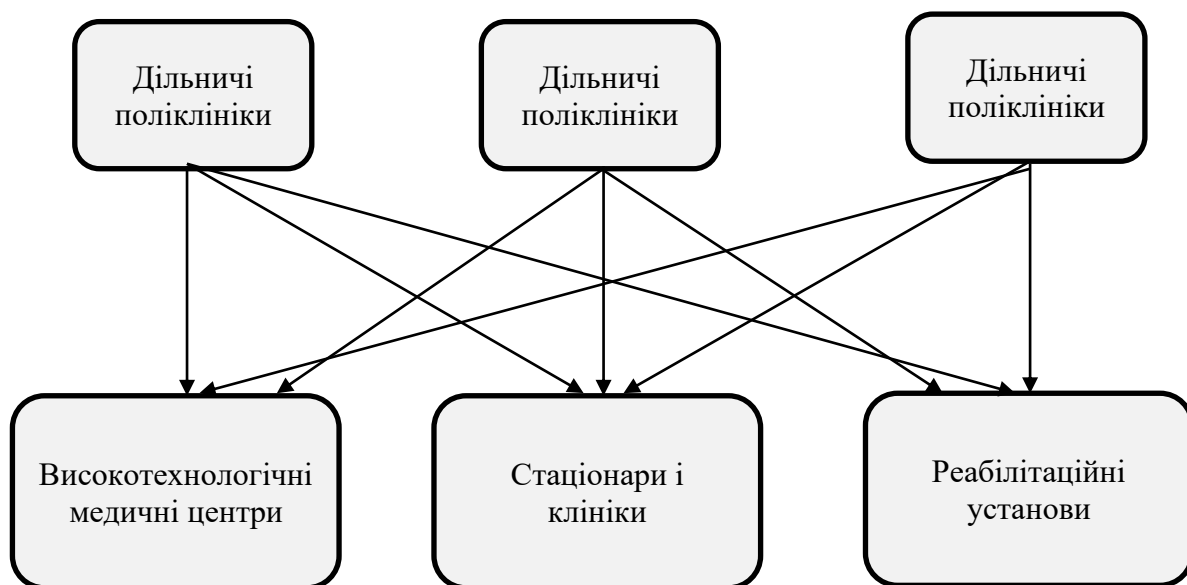 Дільничі
поліклініки
Дільничі
поліклініки
Дільничі
поліклініки
Високотехнологічні
медичні центри
Стаціонари і
клініки
Реабілітаційні
установи